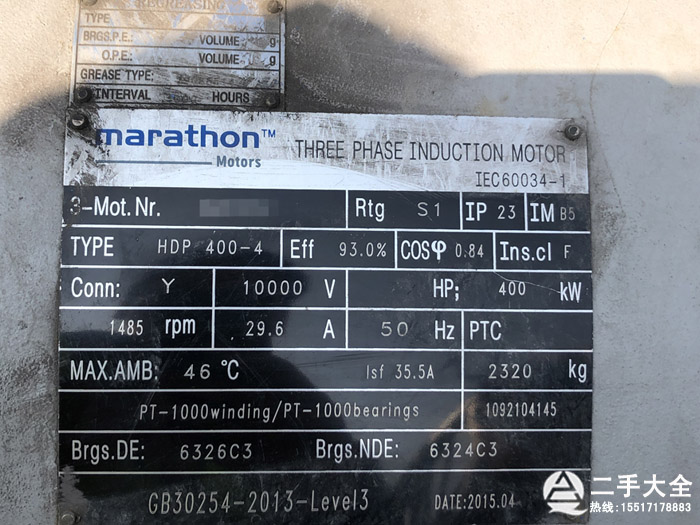 REGREASING
TYPE
BRGS.P.E.: VOLUME g
O.P.E.: VOLUME g
GREASE TYPE:
INTERVAL HOURS
marathon™
Motors
THREE PHASE INDUCTION MOTOR
IEC60034-1
3-Mot. Nr. Rtg S1 IP 23 IM B5
TYPE HDP 400-4 Eff 93.0% COSφ 0.84 Ins.cl F
Conn: Y 10000 V HP; 400 kW
1485 rpm 29.6 A 50 Hz PTC
MAX.AMB: 46 °C Isf 35.5A 2320 kg
PT-1000winding/PT-1000bearings 1092104145
Brgs.DE: 6326C3 Brgs.NDE: 6324C3
GB30254-2013-Level3 DATE:2015.04
二手大全
热线:15517178883